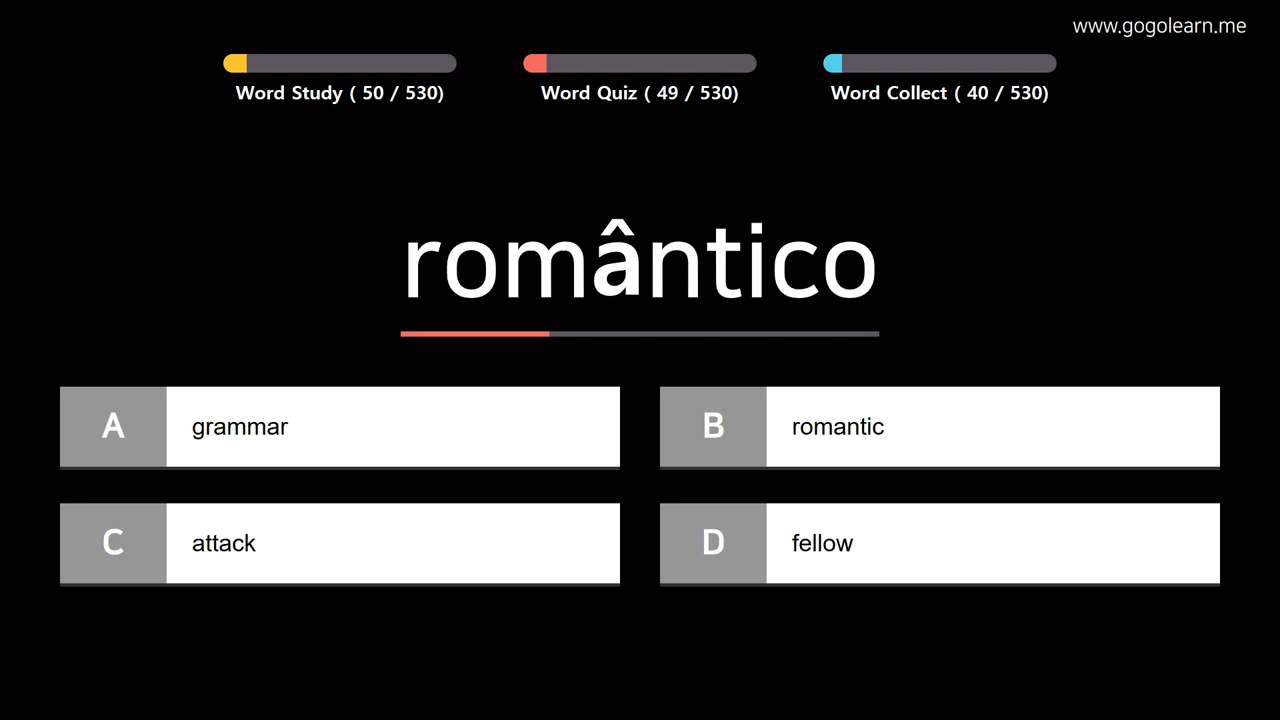 www.gogolearn.me
Word Study ( 50 / 530)
Word Quiz ( 49 / 530)
Word Collect ( 40 / 530)
romântico
A grammar
B romantic
C attack
D fellow